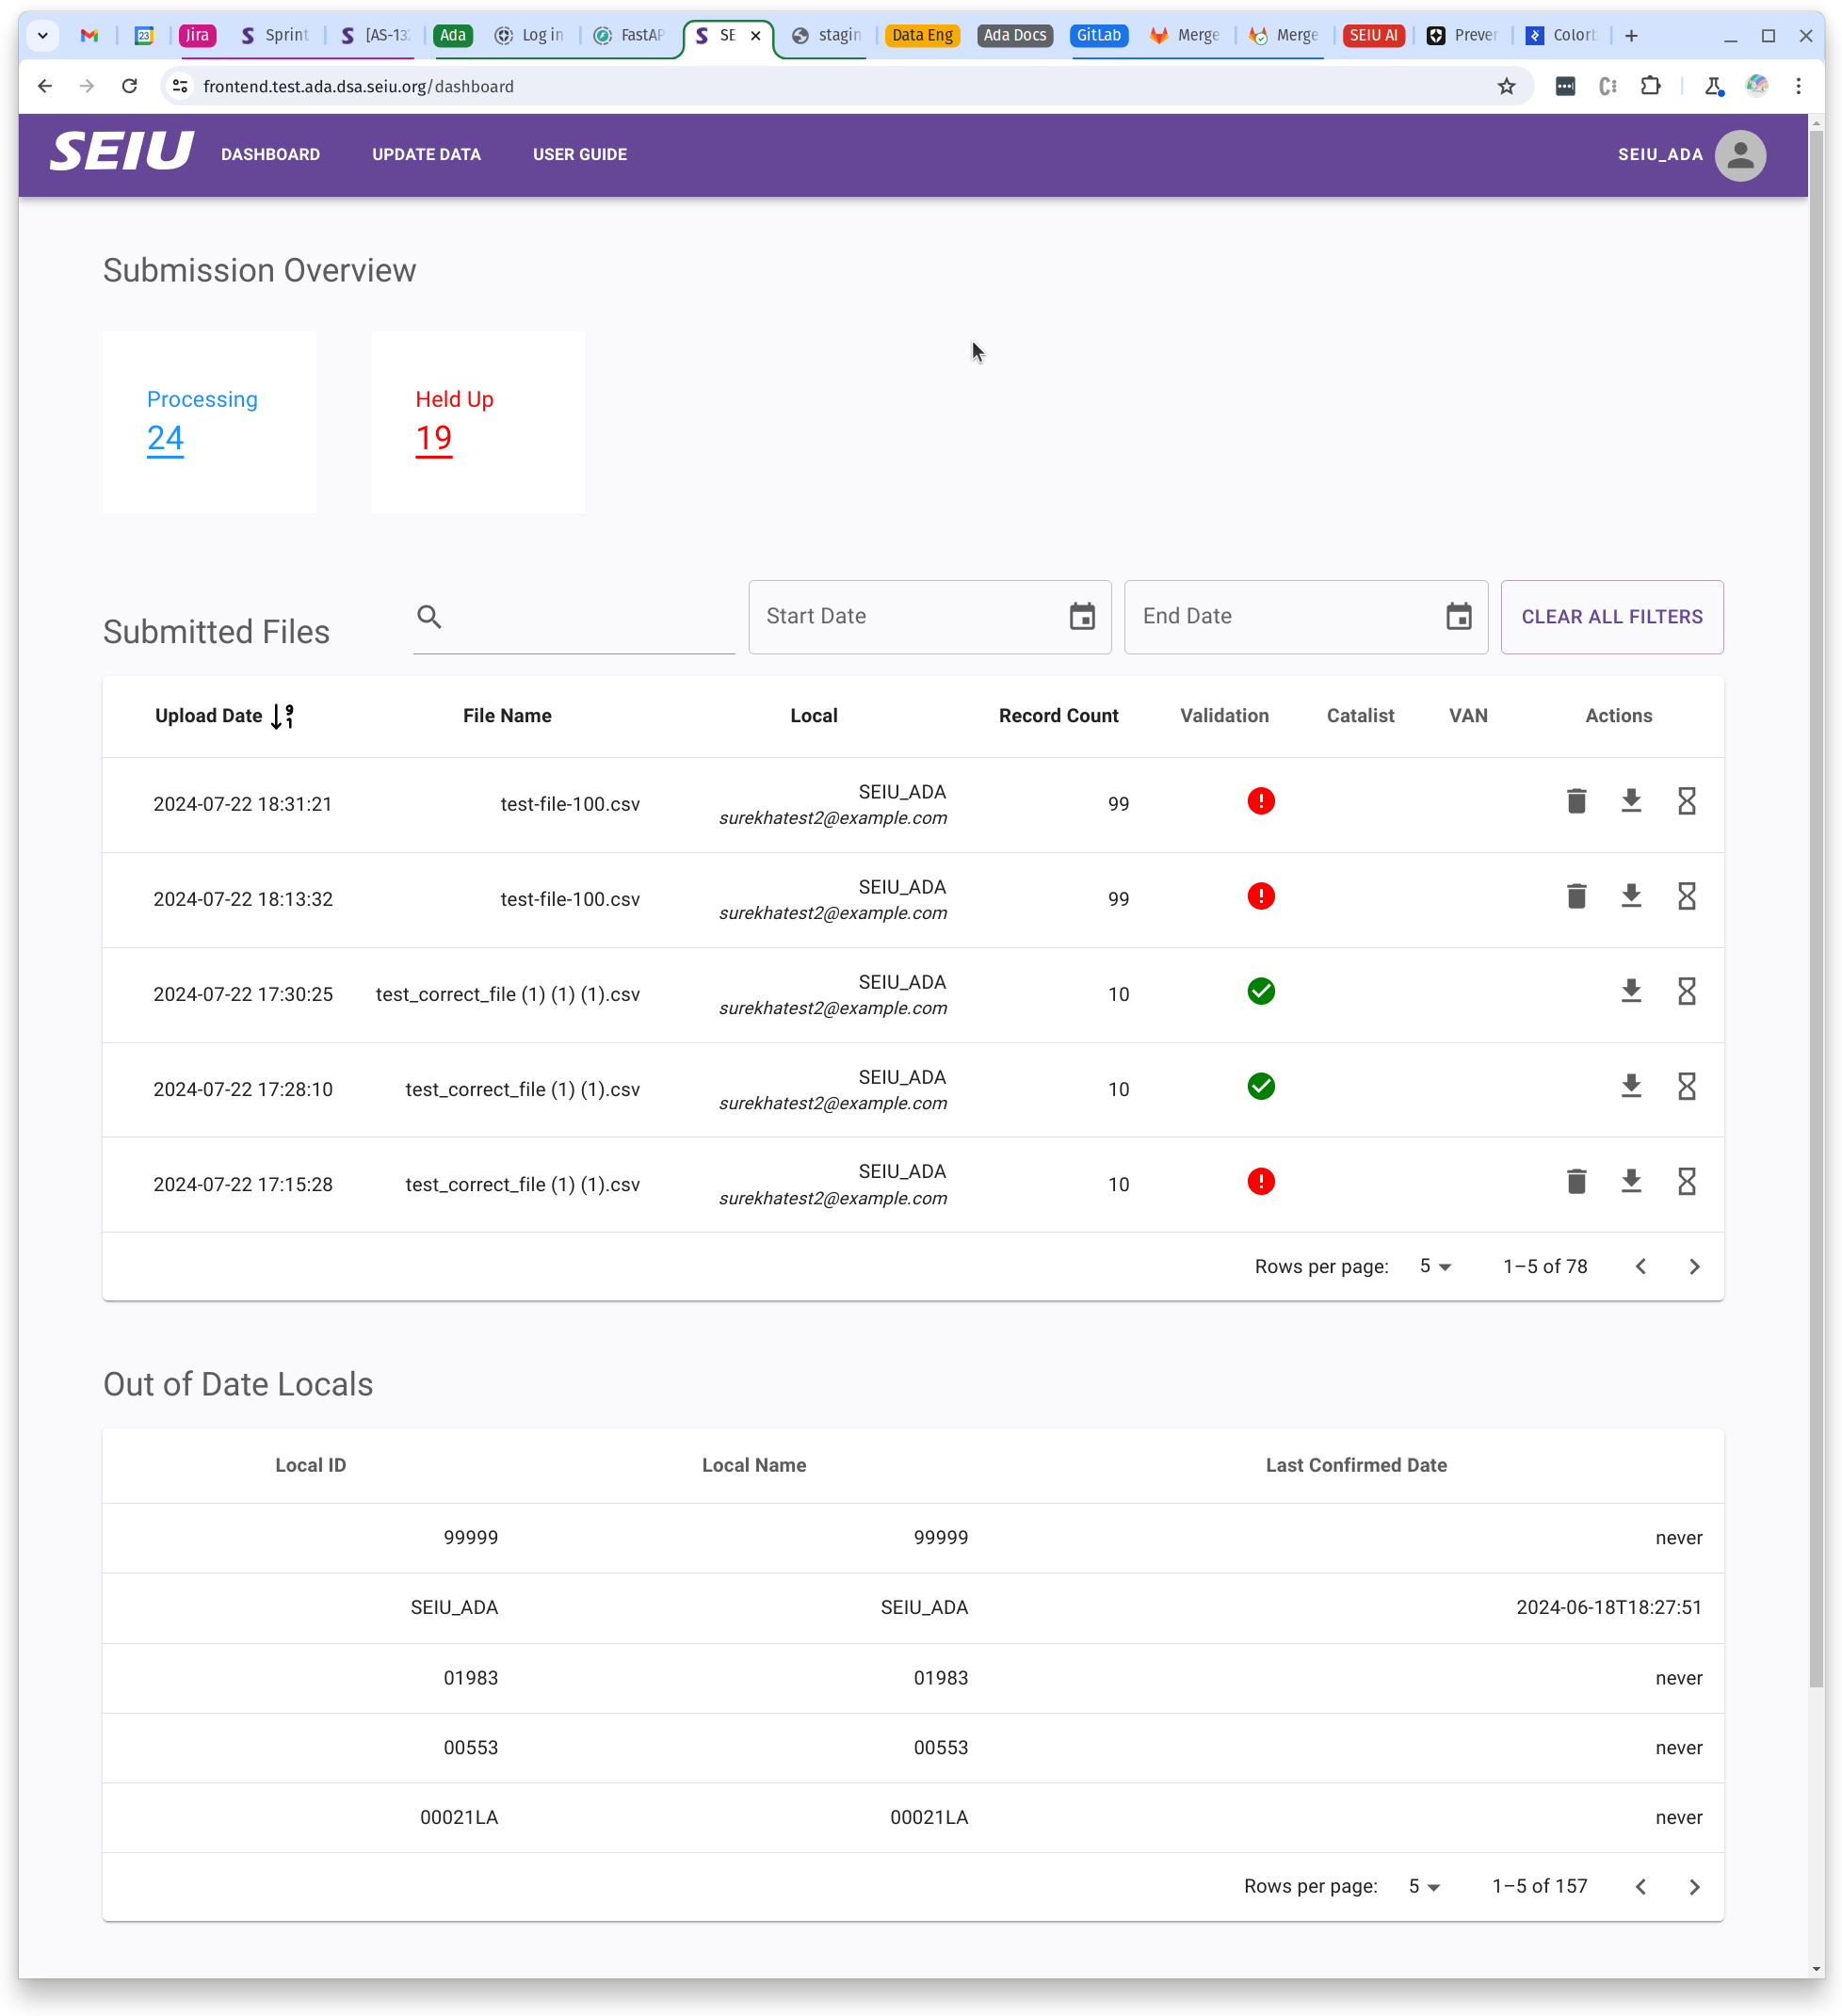 23 Jira Sprint [AS-13 Ada Log in FastAP SE stagin Data Eng Ada Docs GitLab Merge Merge SEIU AI Prever Colorb
frontend.test.ada.dsa.seiu.org/dashboard
SEIU DASHBOARD UPDATE DATA USER GUIDE SEIU_ADA
Submission Overview
Processing Held Up
24 19
Submitted Files Start Date End Date CLEAR ALL FILTERS
Upload Date 9 1 File Name Local Record Count Validation Catalist VAN Actions
2024-07-22 18:31:21 test-file-100.csv SEIU_ADA 99
surekhatest2@example.com
2024-07-22 18:13:32 test-file-100.csv SEIU_ADA 99
surekhatest2@example.com
2024-07-22 17:30:25 test_correct_file (1) (1) (1).csv SEIU_ADA 10
surekhatest2@example.com
2024-07-22 17:28:10 test_correct_file (1) (1).csv SEIU_ADA 10
surekhatest2@example.com
2024-07-22 17:15:28 test_correct_file (1) (1).csv SEIU_ADA 10
surekhatest2@example.com
Rows per page: 5 1–5 of 78
Out of Date Locals
Local ID Local Name Last Confirmed Date
99999 99999 never
SEIU_ADA SEIU_ADA 2024-06-18T18:27:51
01983 01983 never
00553 00553 never
00021LA 00021LA never
Rows per page: 5 1–5 of 157